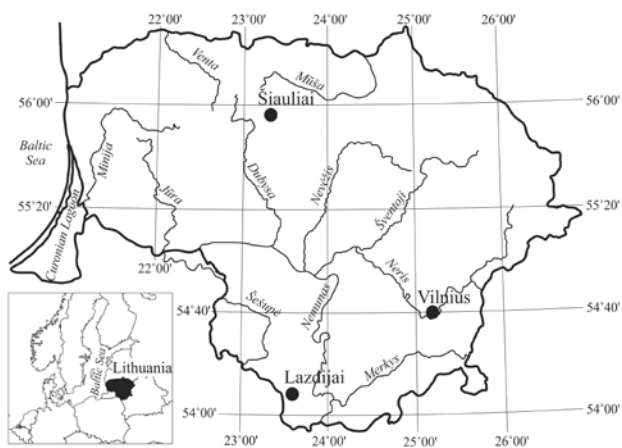 22°00'
23°00'
24°00'
25°00'
26°00'
Venta
Mūša
56°00'
Šiauliai
56°00'
Baltic
Sea
Minija
Dubysa
Nevėžis
Jūra
Šventoji
55°20'
55°20'
Curonian Lagoon
22°00'
Neris
Šešupė
Nemunas
Vilnius
54°40'
54°40'
Baltic Sea
Lithuania
Merkys
Lazdijai
54°00'
54°00'
23°00'
24°00'
25°00'
26°00'